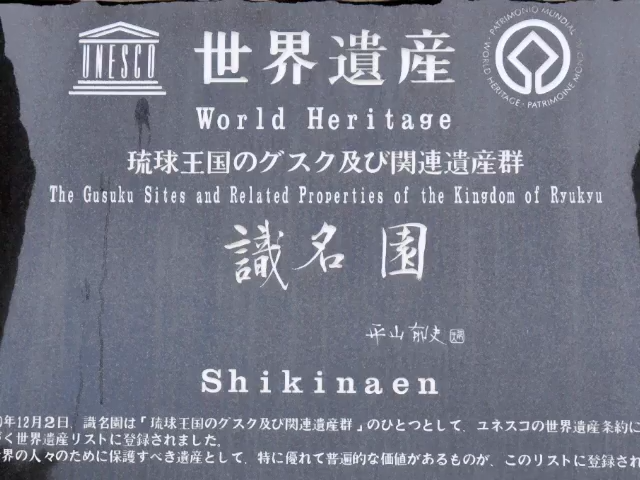 UNESCO
世界遺産
PATRIMONIO MUNDIAL · WORLD HERITAGE · PATRIMOINE MONDIAL
World Heritage
琉球王国のグスク及び関連遺産群
The Gusuku Sites and Related Properties of the Kingdom of Ryukyu
識名園
平山郁夫
Shikinaen
年12月2日、識名園は「琉球王国のグスク及び関連遺産群」のひとつとして、ユネスコの世界遺産条約に
く世界遺産リストに登録されました。
界の人々のために保護すべき遺産として、特に優れて普遍的な価値があるものが、このリストに登録され